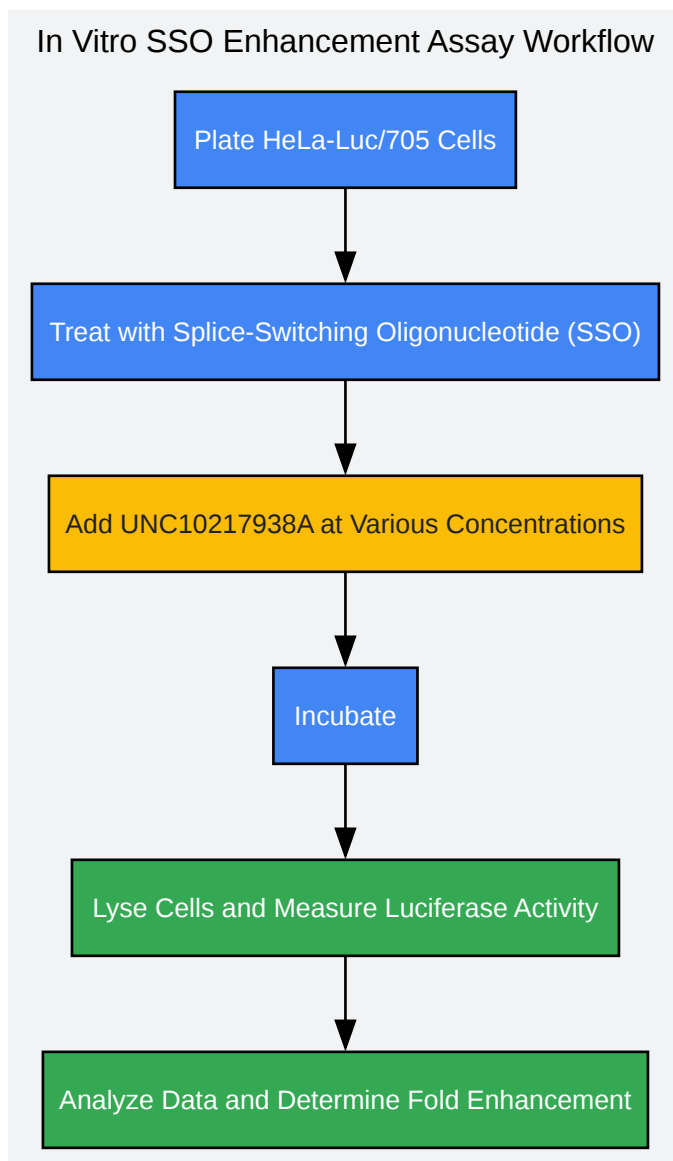 In Vitro SSO Enhancement Assay Workflow
Plate HeLa-Luc/705 Cells
Treat with Splice-Switching Oligonucleotide (SSO)
Add UNC10217938A at Various Concentrations
Incubate
Lyse Cells and Measure Luciferase Activity
Analyze Data and Determine Fold Enhancement